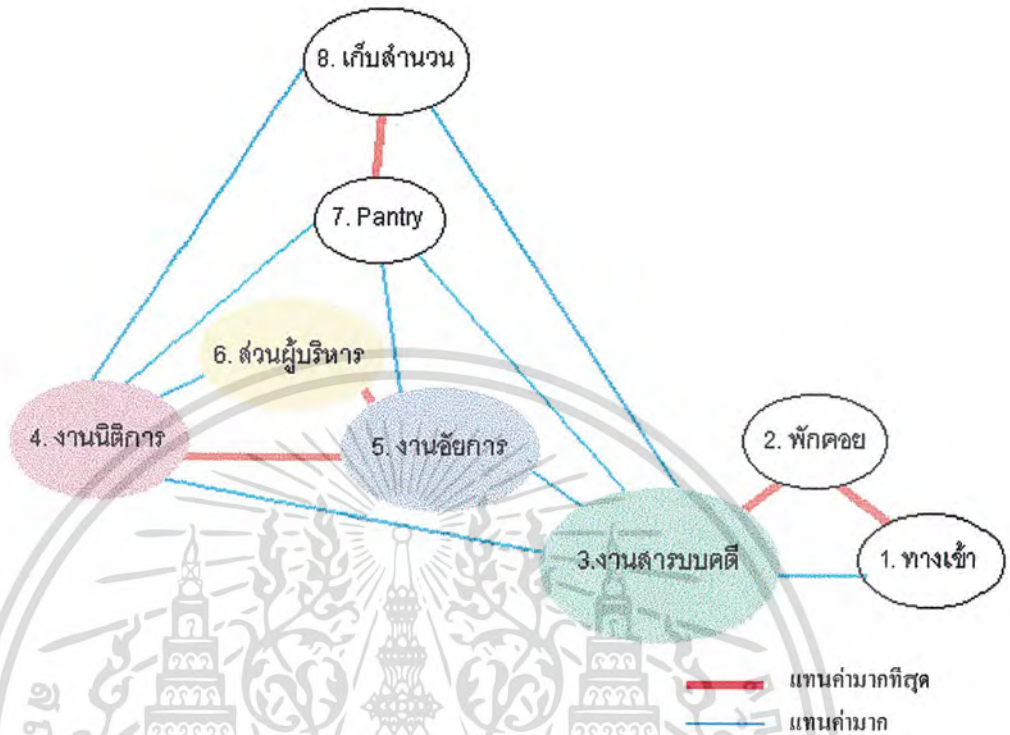 8. เก็บสำนวน
7. Pantry
6. ส่วนผู้บริหาร
4. งานนิติการ
5. งานอัยการ
2. พักคอย
3.งานสารบบคดี
1. ทางเข้า
แทนค่ามากที่สุด
แทนค่ามาก